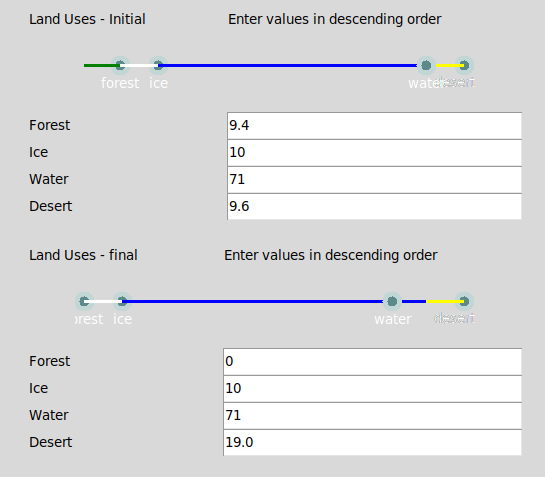 Land Uses - Initial Enter values in descending order
forest ice water desert
Forest 9.4
Ice 10
Water 71
Desert 9.6
Land Uses - final Enter values in descending order
orest ice water desert
Forest 0
Ice 10
Water 71
Desert 19.0